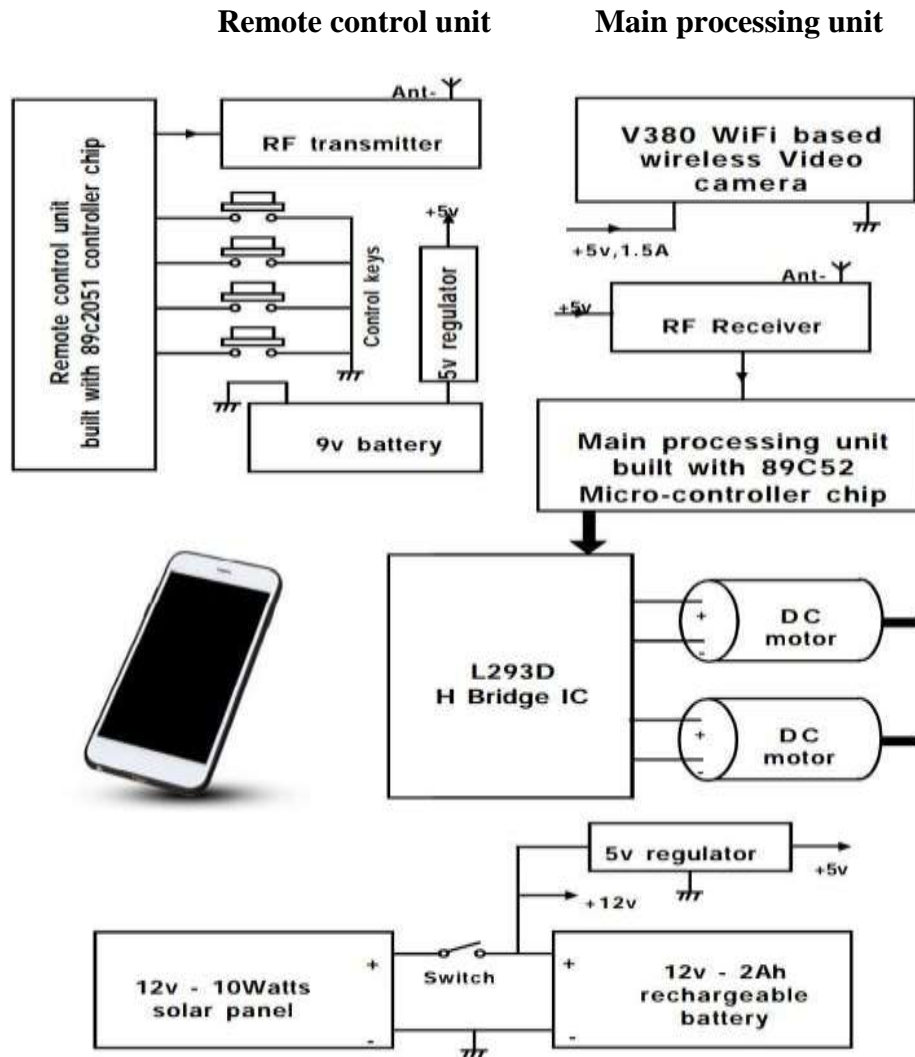 Remote control unit
Main processing unit
Ant-
RF transmitter
Remote control unit
built with 89c2051 controller chip
Control keys
+5v
5v regulator
9v battery
V380 WiFi based
wireless Video
camera
+5v,1.5A
Ant-
+5v
RF Receiver
Main processing unit
built with 89C52
Micro-controller chip
L293D
H Bridge IC
+
DC
motor
-
+
DC
motor
-
5v regulator
+5v
+12v
12v - 10Watts
solar panel
+
-
Switch
+
-
12v - 2Ah
rechargeable
battery